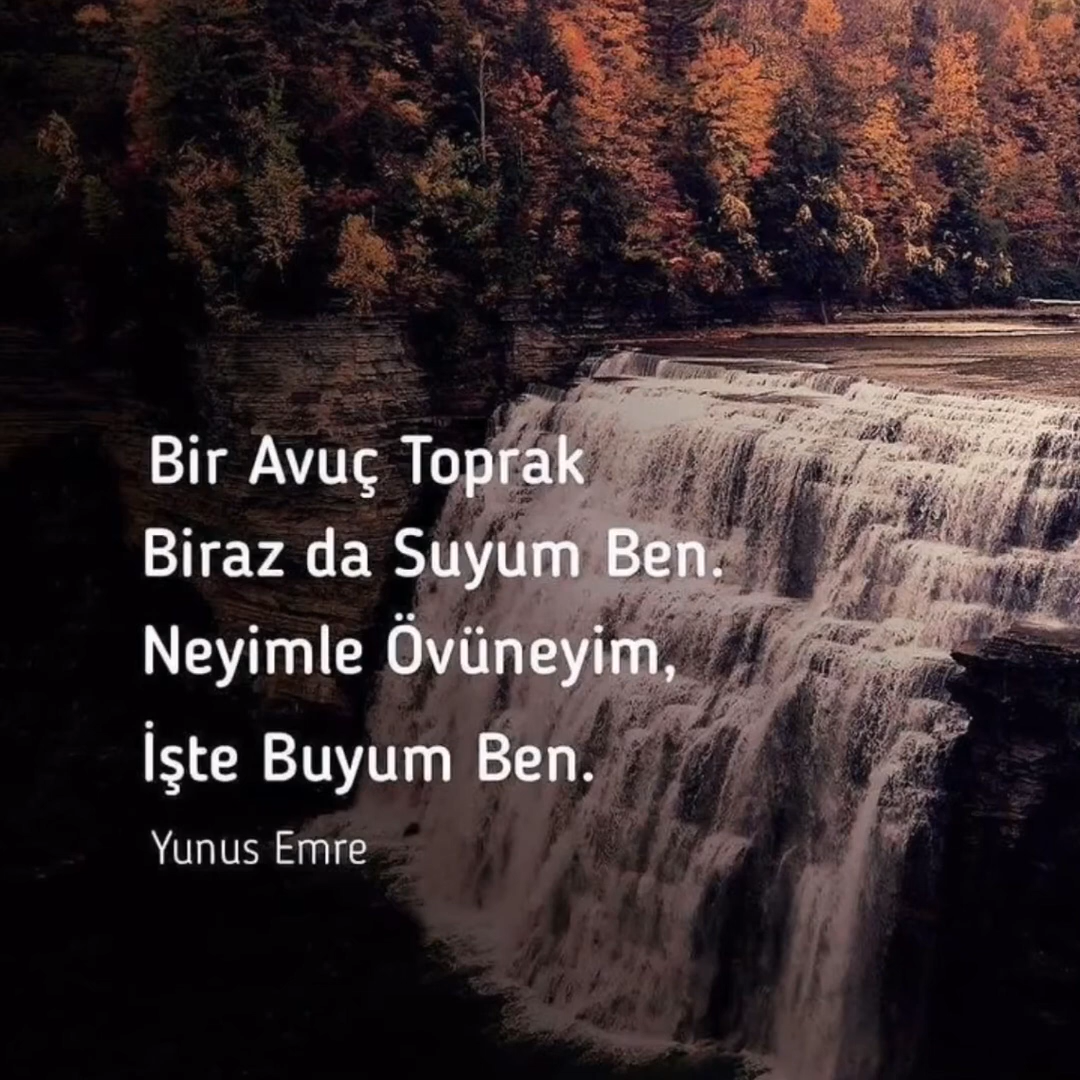 Bir Avuç Toprak
Biraz da Suyum Ben.
Neyimle Övüneyim,
İşte Buyum Ben.
Yunus Emre